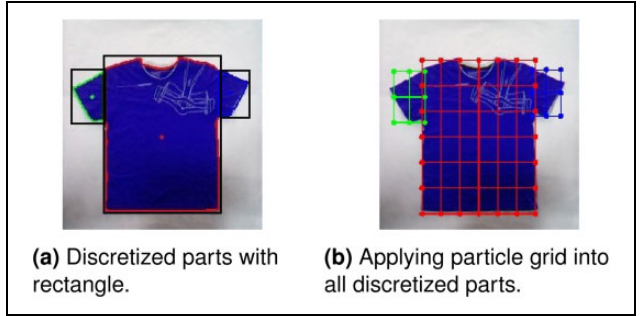 (a) Discretized parts with
rectangle.
(b) Applying particle grid into
all discretized parts.